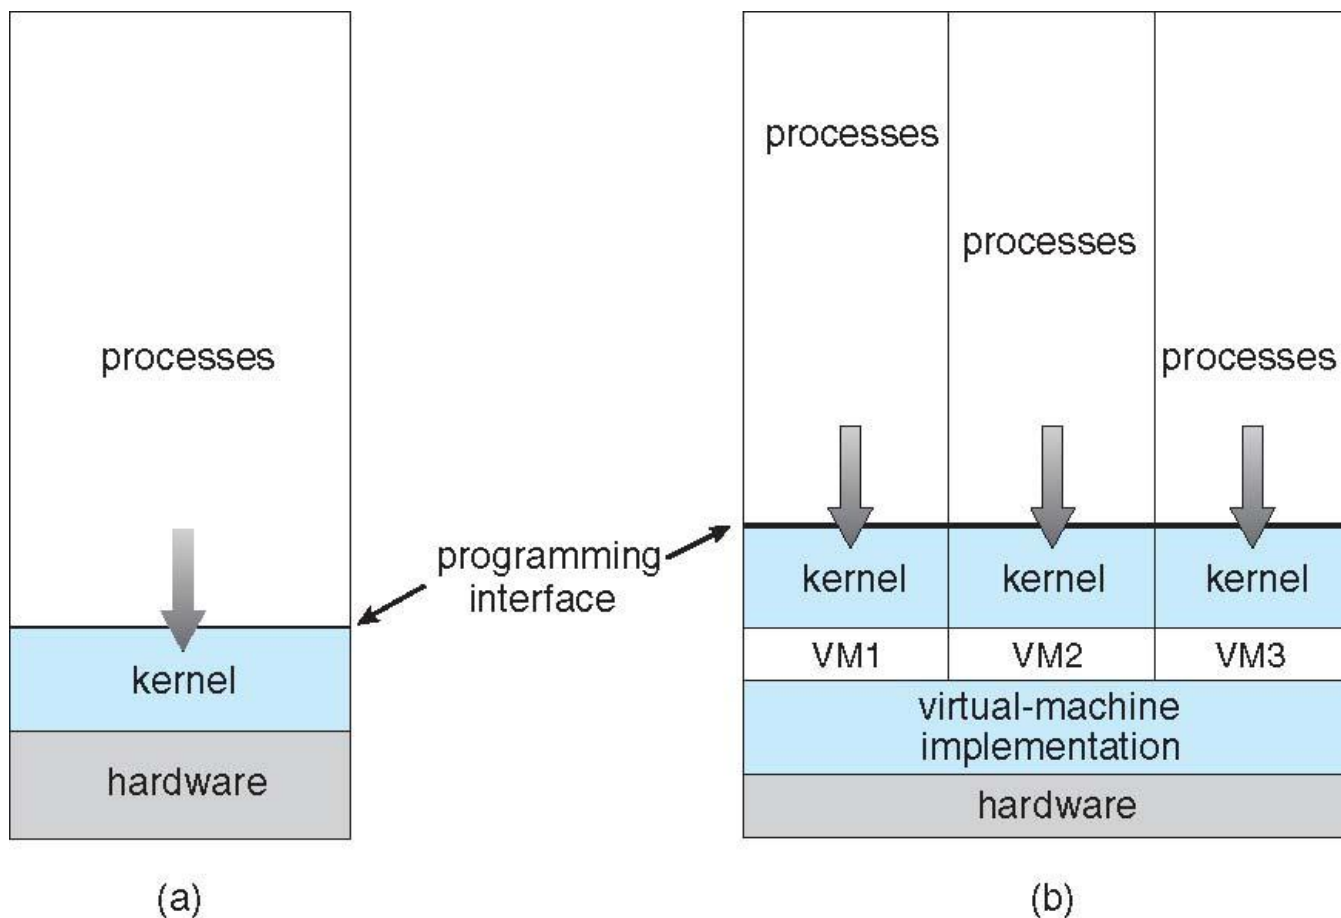 processes
kernel
hardware
(a)
programming
interface
processes
processes
processes
kernel
kernel
kernel
VM1
VM2
VM3
virtual-machine
implementation
hardware
(b)